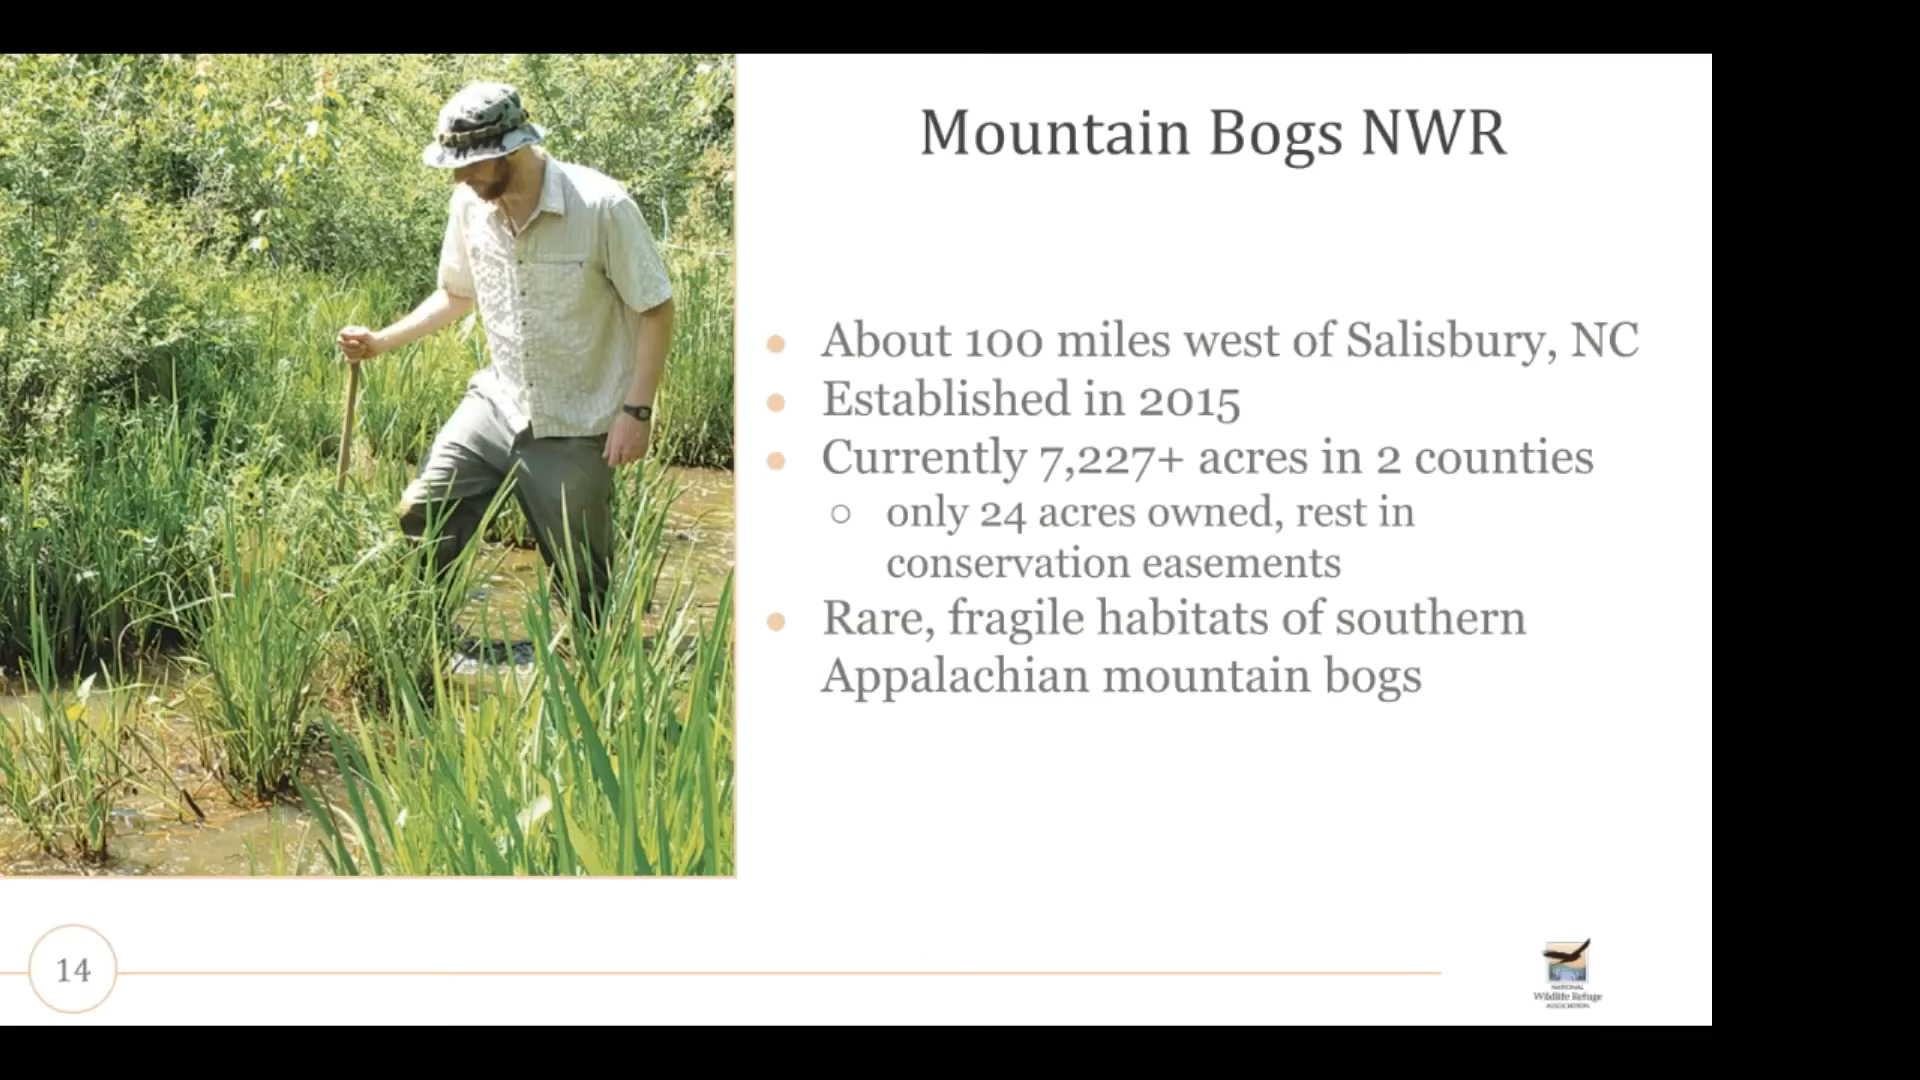 Mountain Bogs NWR
About 100 miles west of Salisbury, NC
Established in 2015
Currently 7,227+ acres in 2 counties
only 24 acres owned, rest in
conservation easements
Rare, fragile habitats of southern
Appalachian mountain bogs
14
NATIONAL
Wildlife Refuge
ASSOCIATION